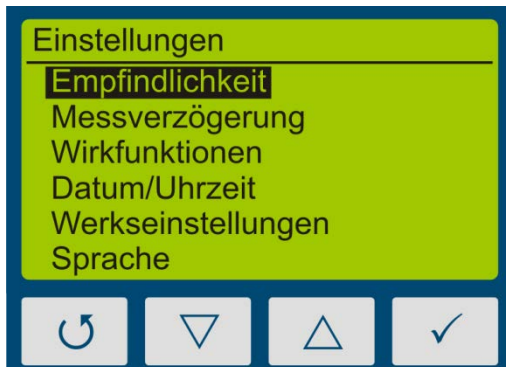 Einstellungen
Empfindlichkeit
Messverzögerung
Wirkfunktionen
Datum/Uhrzeit
Werkseinstellungen
Sprache